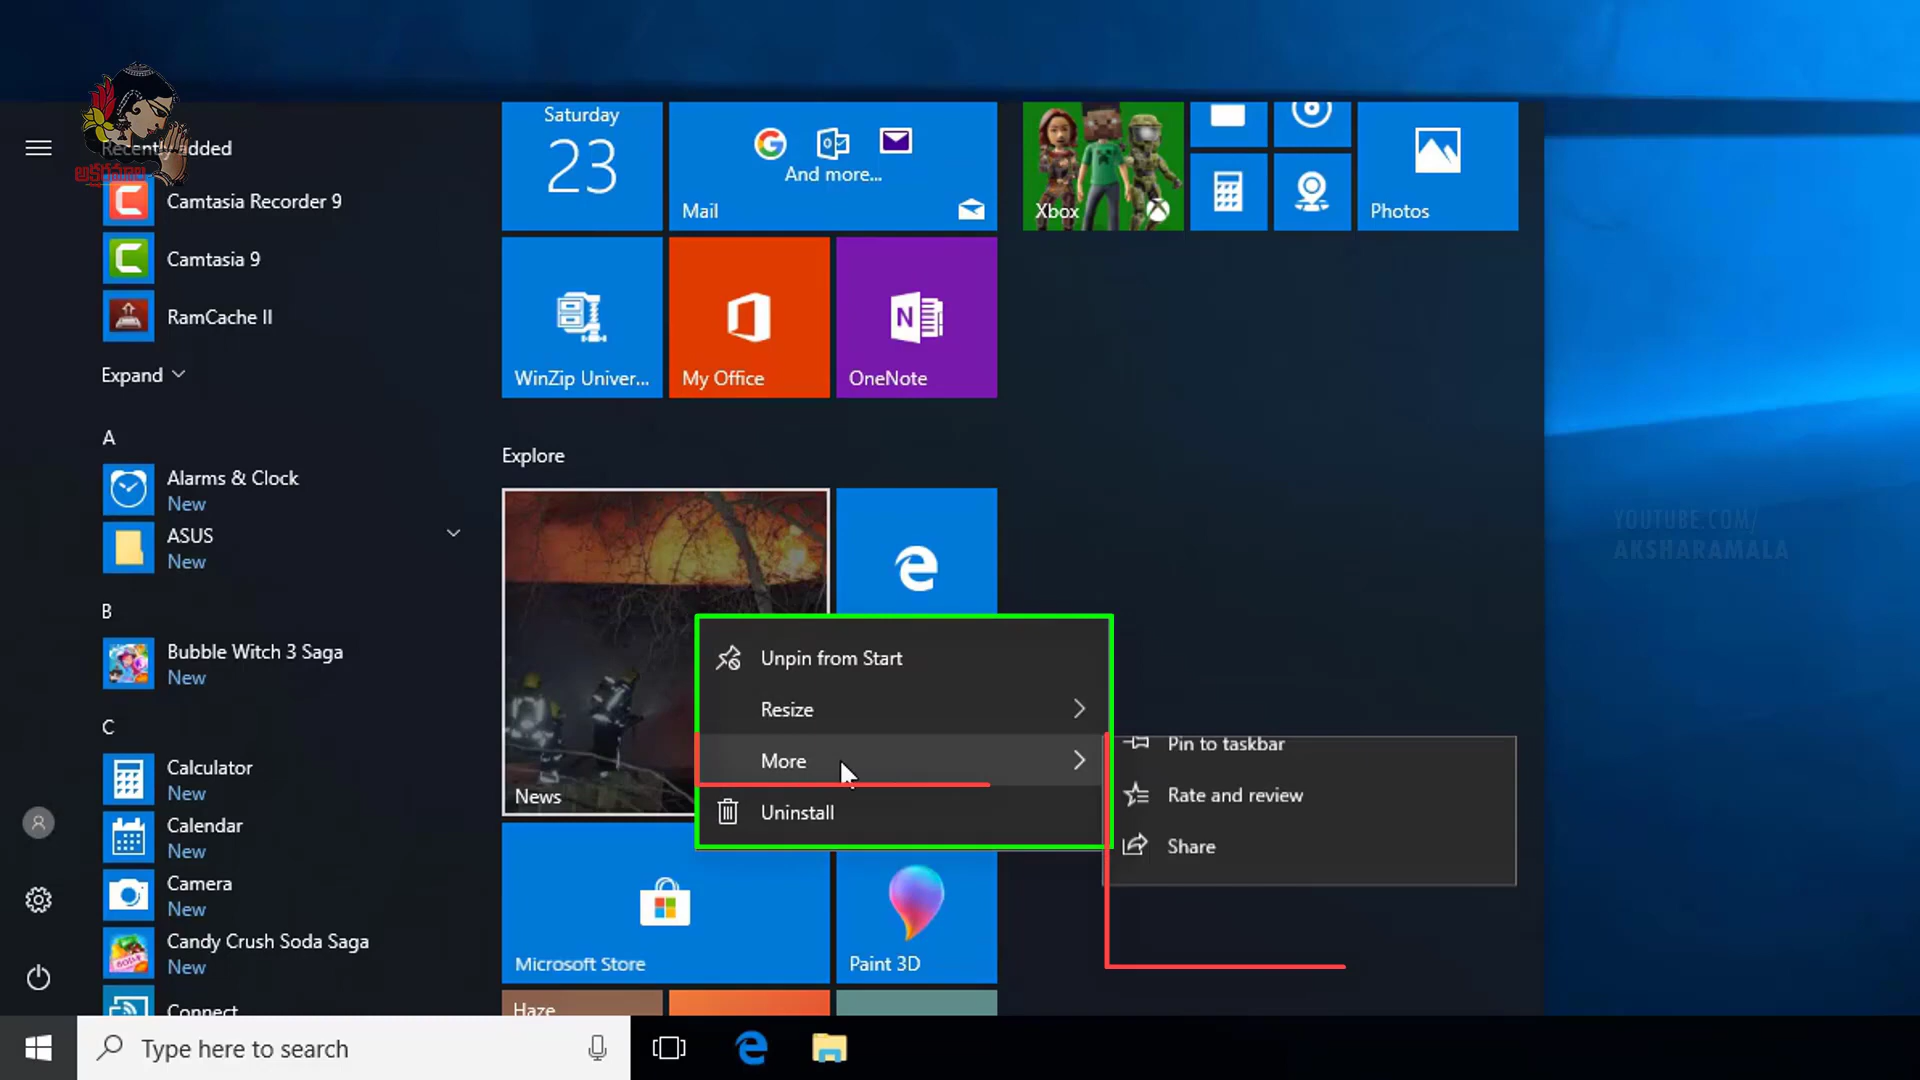 అక్షరమాల
Recently added
Camtasia Recorder 9
Camtasia 9
RamCache II
Expand
A
Alarms & Clock
New
ASUS
New
B
Bubble Witch 3 Saga
New
C
Calculator
New
Calendar
New
Camera
New
Candy Crush Soda Saga
New
Connect
Saturday
23
And more...
Mail
Xbox
Photos
WinZip Univer...
My Office
N
OneNote
Explore
News
Unpin from Start
Resize
More
Uninstall
Pin to taskbar
Rate and review
Share
Microsoft Store
Paint 3D
Haze
YOUTUBE.COM/
AKSHARAMALA
Type here to search